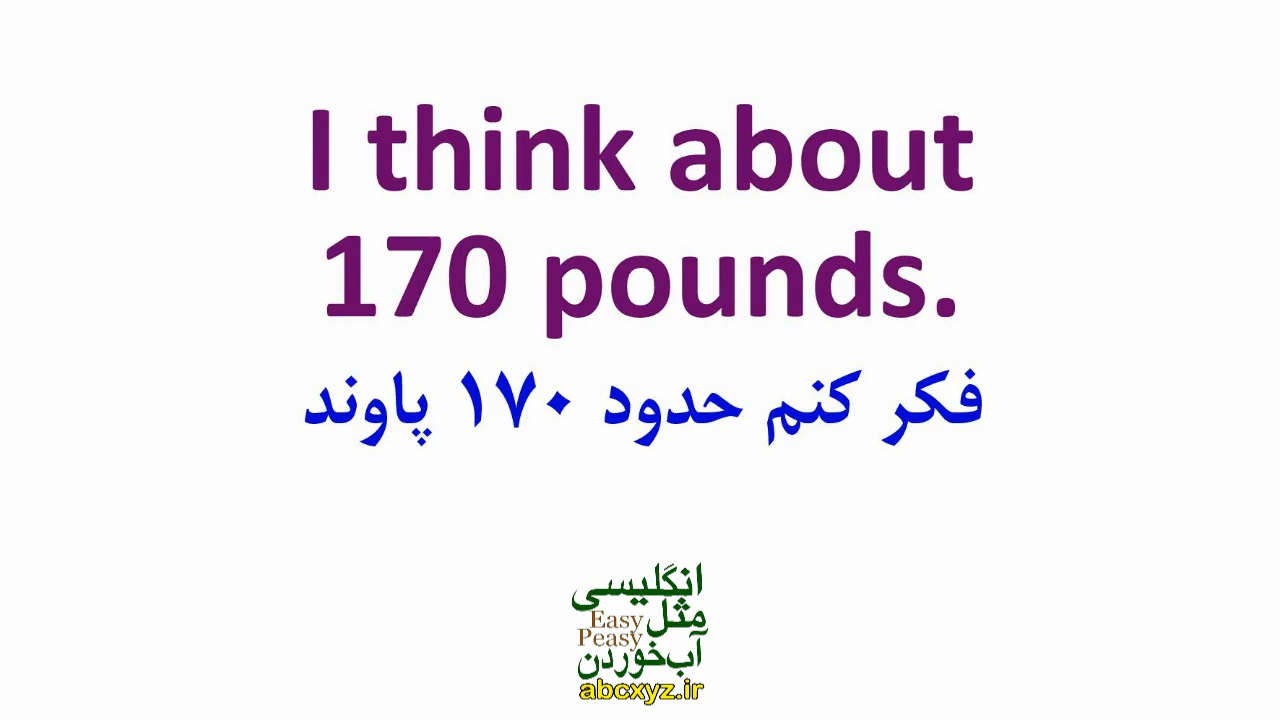 I think about
170 pounds.
فکر کنم حدود ۱۷۰ پاوند
انگلیسی
مثل Easy
Peasy
آب‌خوردن
abcxyz.ir